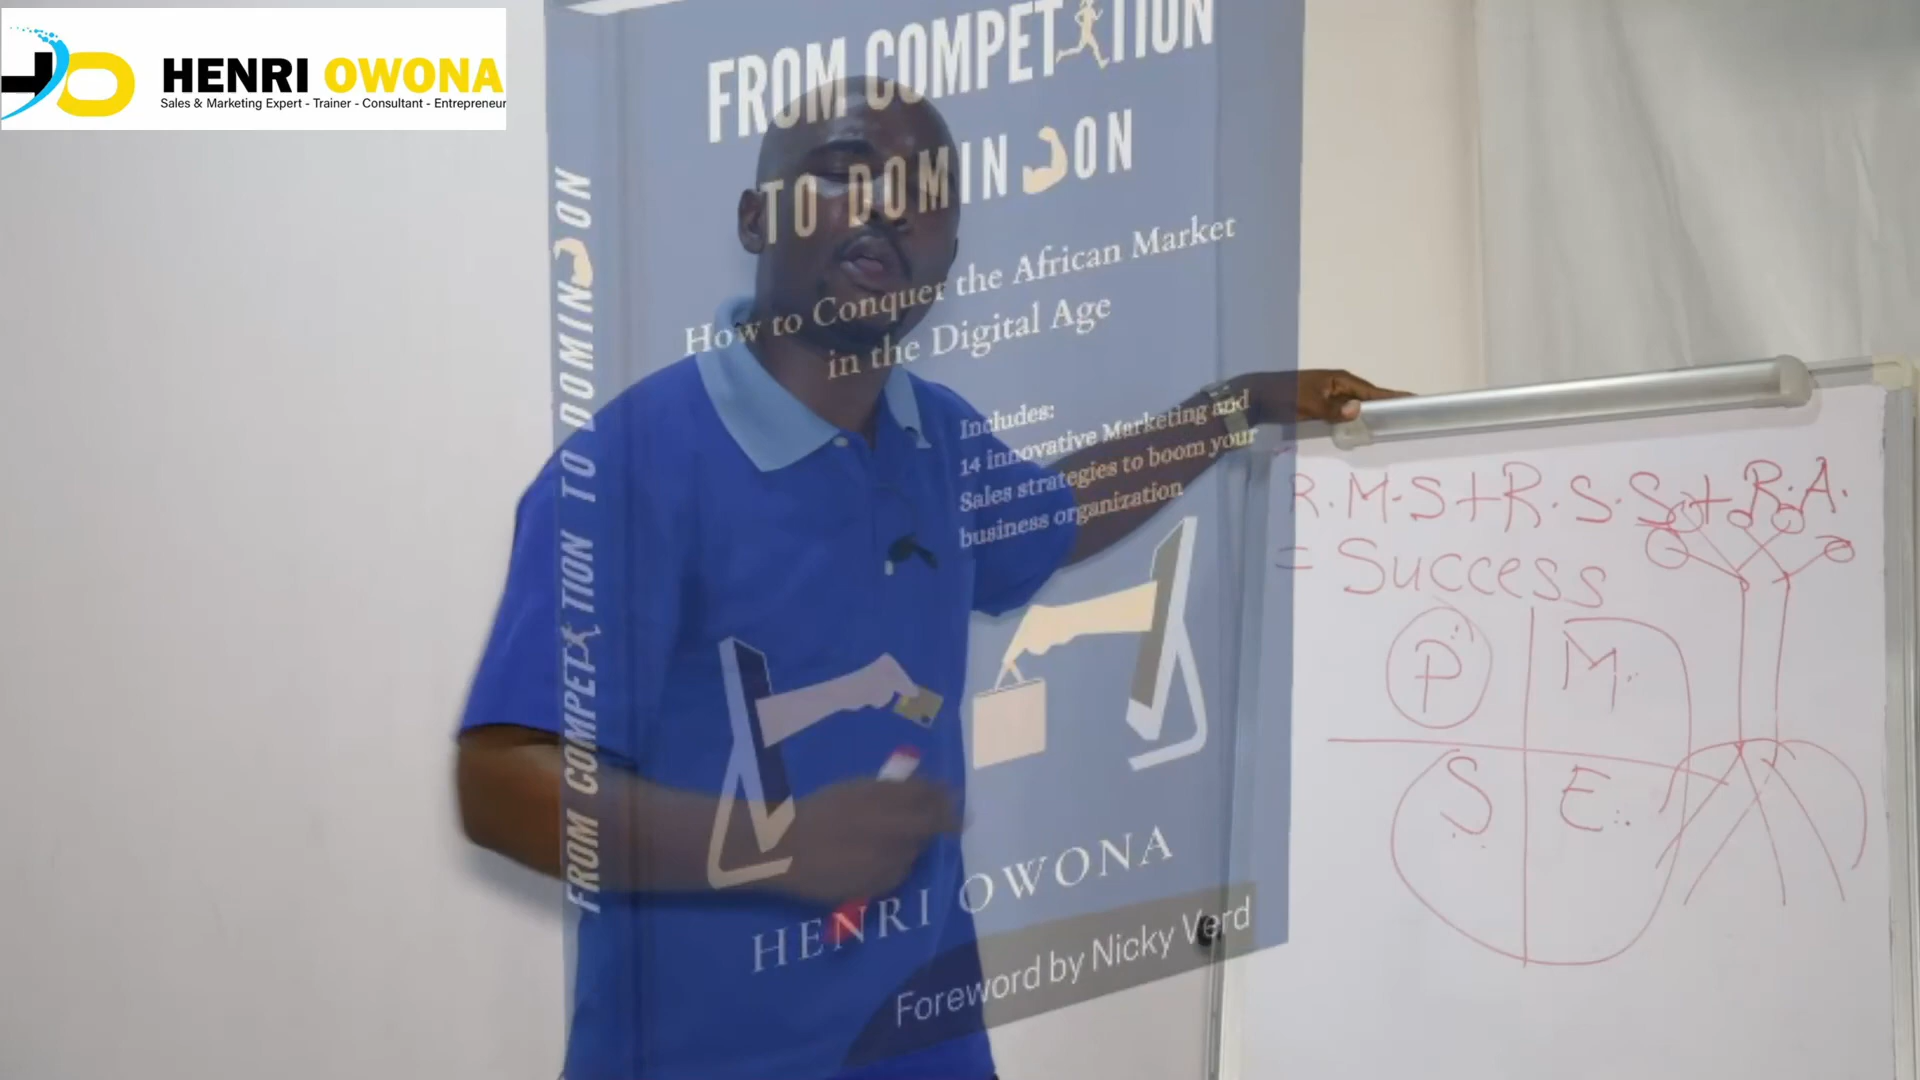 HENRI OWONA
Sales & Marketing Expert - Trainer - Consultant - Entrepreneur
FROM COMPETITION
TO DOMINION
How to Conquer the African Market
in the Digital Age
Includes:
14 innovative Marketing and
Sales strategies to boom your
business organization
HENRI OWONA
Foreword by Nicky Verd
FROM COMPETITION TO DOMINION
R.M.S+R.S.S+R.A.
= Success
P
M
S
E